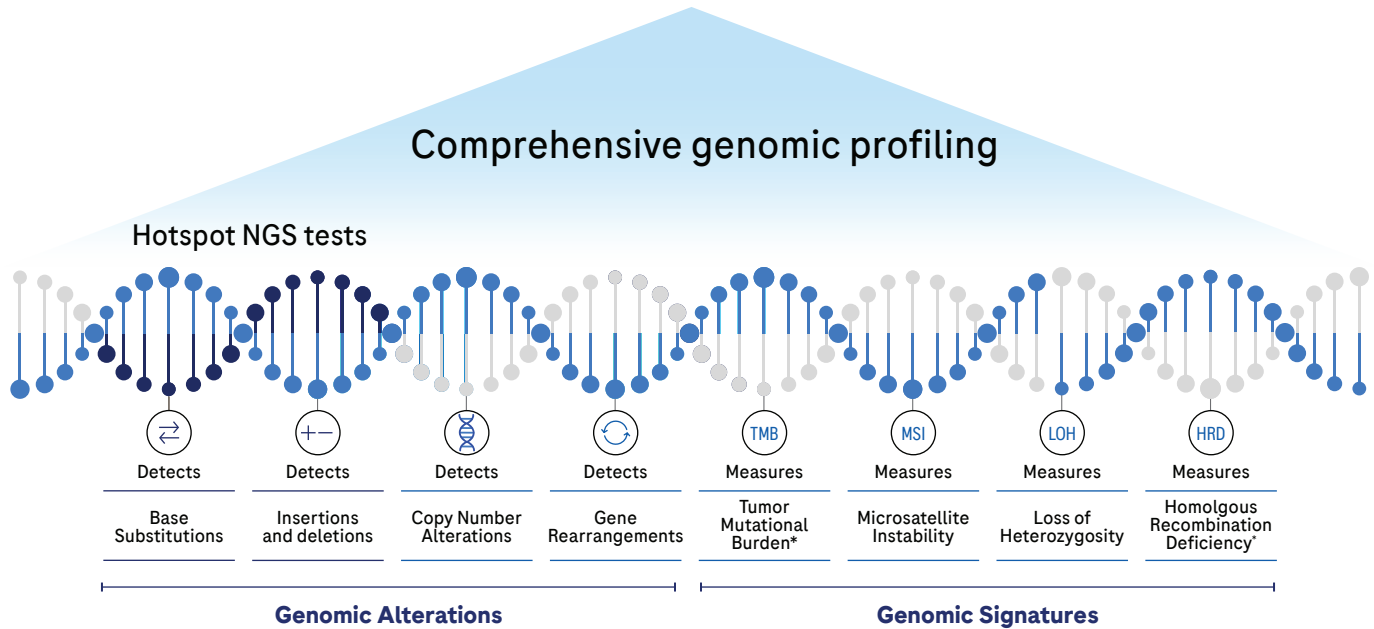 Comprehensive genomic profiling
Hotspot NGS tests
+−
TMB
MSI
LOH
HRD
Detects
Detects
Detects
Detects
Measures
Measures
Measures
Measures
Base
Substitutions
Insertions
and deletions
Copy Number
Alterations
Gene
Rearrangements
Tumor
Mutational
Burden*
Microsatellite
Instability
Loss of
Heterozygosity
Homolgous
Recombination
Deficiency*
Genomic Alterations
Genomic Signatures